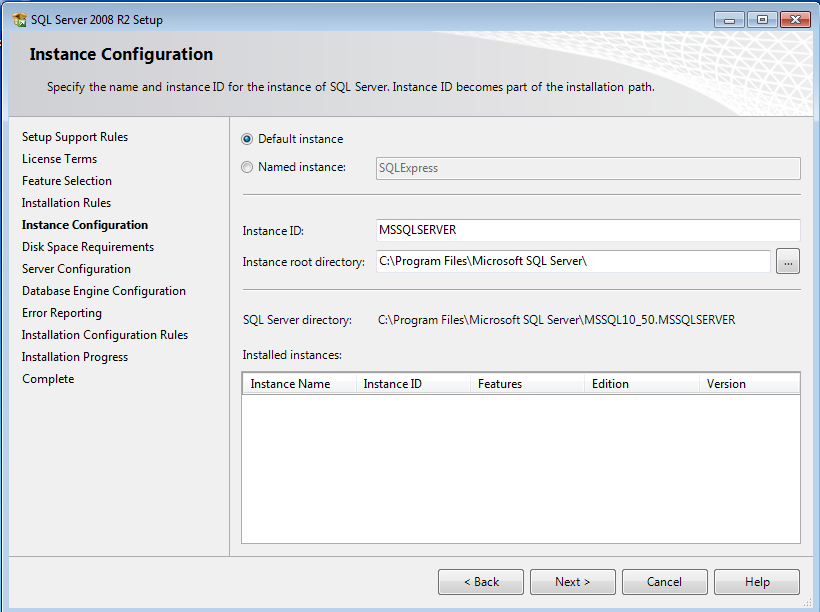 SQL Server 2008 R2 Setup
Instance Configuration
Specify the name and instance ID for the instance of SQL Server. Instance ID becomes part of the installation path.
Setup Support Rules
License Terms
Feature Selection
Installation Rules
Instance Configuration
Disk Space Requirements
Server Configuration
Database Engine Configuration
Error Reporting
Installation Configuration Rules
Installation Progress
Complete
Default instance
Named instance: SQLExpress
Instance ID: MSSQLSERVER
Instance root directory: C:\Program Files\Microsoft SQL Server\ ...
SQL Server directory: C:\Program Files\Microsoft SQL Server\MSSQL10_50.MSSQLSERVER
Installed instances:
Instance Name Instance ID Features Edition Version
< Back Next > Cancel Help